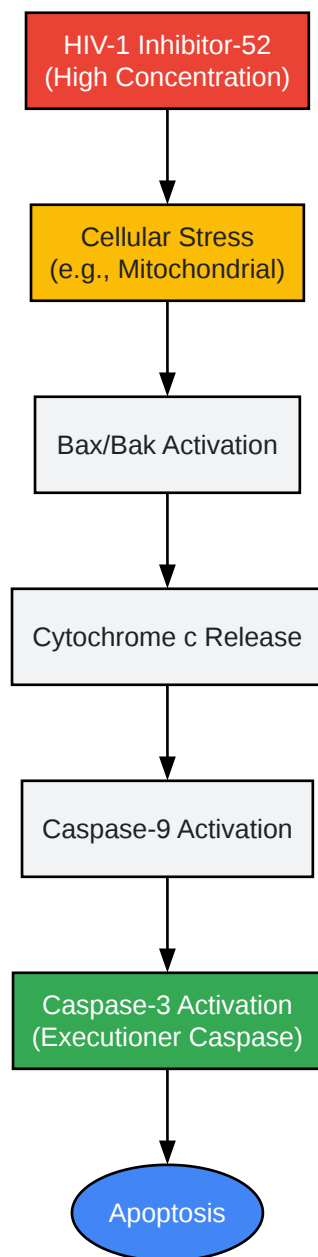 HIV-1 Inhibitor-52
(High Concentration)
Cellular Stress
(e.g., Mitochondrial)
Bax/Bak Activation
Cytochrome c Release
Caspase-9 Activation
Caspase-3 Activation
(Executioner Caspase)
Apoptosis